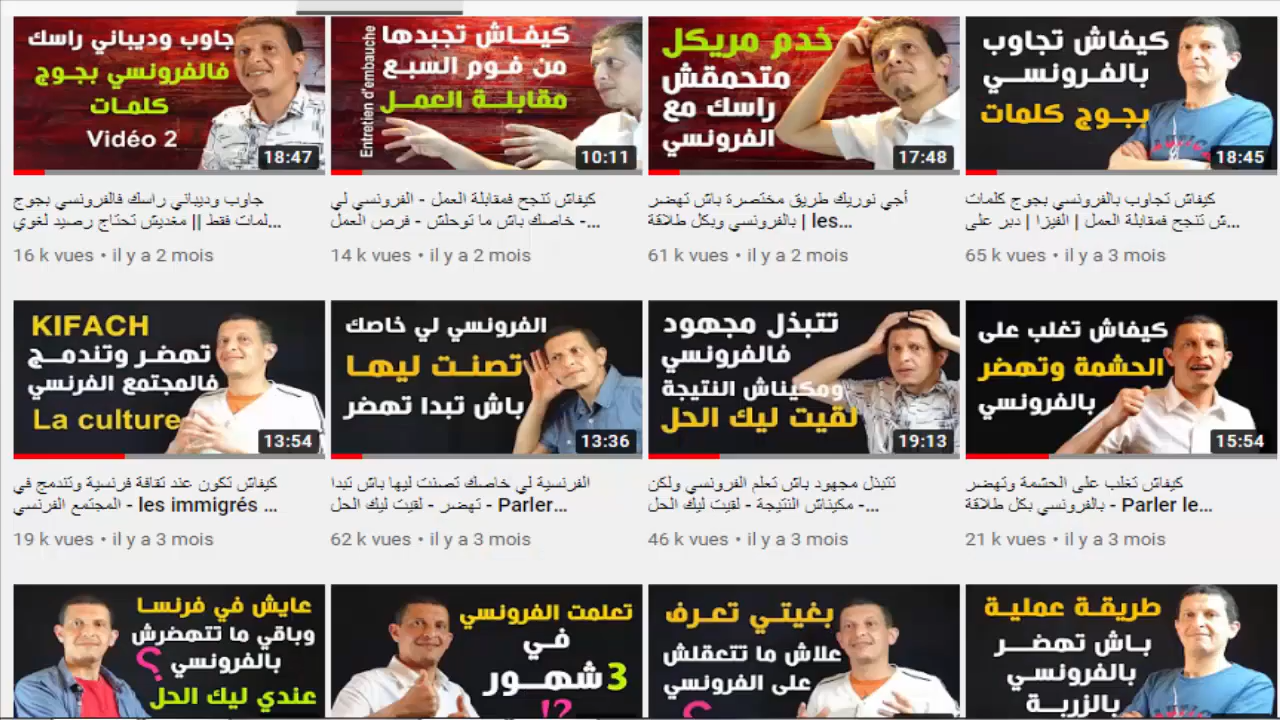 جاوب وديباني راسك
فالفرونسي بجوج
كلمات
Vidéo 2
18:47
Entretien d'embauche
كيفاش تجبدها
من فوم السبع
مقابلة العمل
10:11
خدم مريكل
متحمقش
راسك مع
الفرونسي
17:48
كيفاش تجاوب
بالفرونسي
بجوج كلمات
18:45
جاوب وديباني راسك فالفرونسي بجوج
...لمات فقط || مغديش تحتاج رصيد لغوي
16 k vues • il y a 2 mois
كيفاش تنجح فمقابلة العمل - الفرونسي لي
...- خاصك باش ما توحلش - فرص العمل
14 k vues • il y a 2 mois
أجي نوريك طريق مختصرة باش تهضر
بالفرونسي وبكل طلاقة | les...
61 k vues • il y a 2 mois
كيفاش تجاوب بالفرونسي بجوج كلمات
...ش تنجح فمقابلة العمل | الفيزا | دبر على
65 k vues • il y a 3 mois
KIFACH
تهضر وتندمج
فالمجتمع الفرنسي
La culture
13:54
الفرونسي لي خاصك
تصنت ليها
باش تبدا تهضر
13:36
تتبذل مجهود
فالفرونسي
ومكيناش النتيجة
لقيت ليك الحل
19:13
كيفاش تغلب على
الحشمة وتهضر
بالفرونسي
15:54
كيفاش تكون عند ثقافة فرنسية وتندمج في
المجتمع الفرنسي - les immigrés ...
19 k vues • il y a 3 mois
الفرنسية لي خاصك تصنت ليها باش تبدا
تهضر - لقيت ليك الحل - Parler...
62 k vues • il y a 3 mois
تتبذل مجهود باش تعلم الفرونسي ولكن
...- مكيناش النتيجة - لقيت ليك الحل
46 k vues • il y a 3 mois
كيفاش تغلب على الحشمة وتهضر
بالفرونسي بكل طلاقة - Parler le...
21 k vues • il y a 3 mois
عايش في فرنسا
وباقي ما تتهضرش
بالفرونسي ؟
عندي ليك الحل
تعلمت الفرونسي
في
3 شهور
!?
بغيتي تعرف
علاش ما تتعقلش
على الفرونسي
؟
طريقة عملية
باش تهضر
بالفرونسي
بالزربة